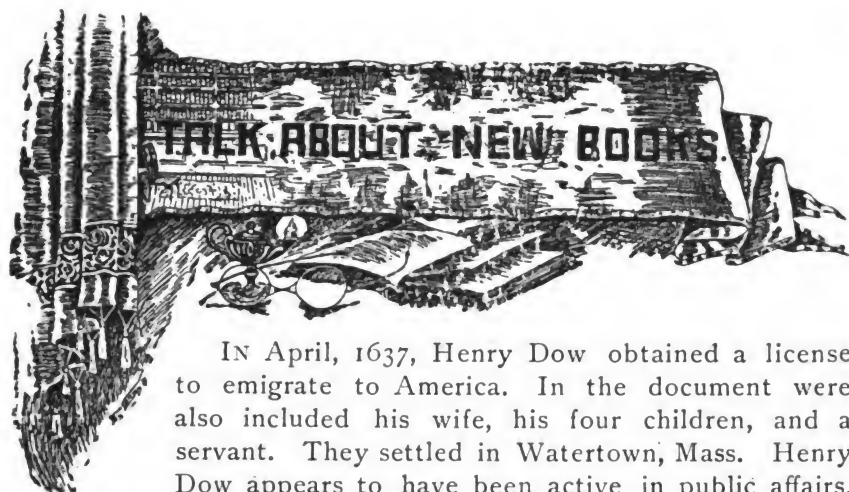 TALK ABOUT NEW BOOKS.
IN April, 1637, Henry Dow obtained a license
to emigrate to America. In the document were
also included his wife, his four children, and a
servant. They settled in Watertown, Mass. Henry
Dow appears to have been active in public affairs,